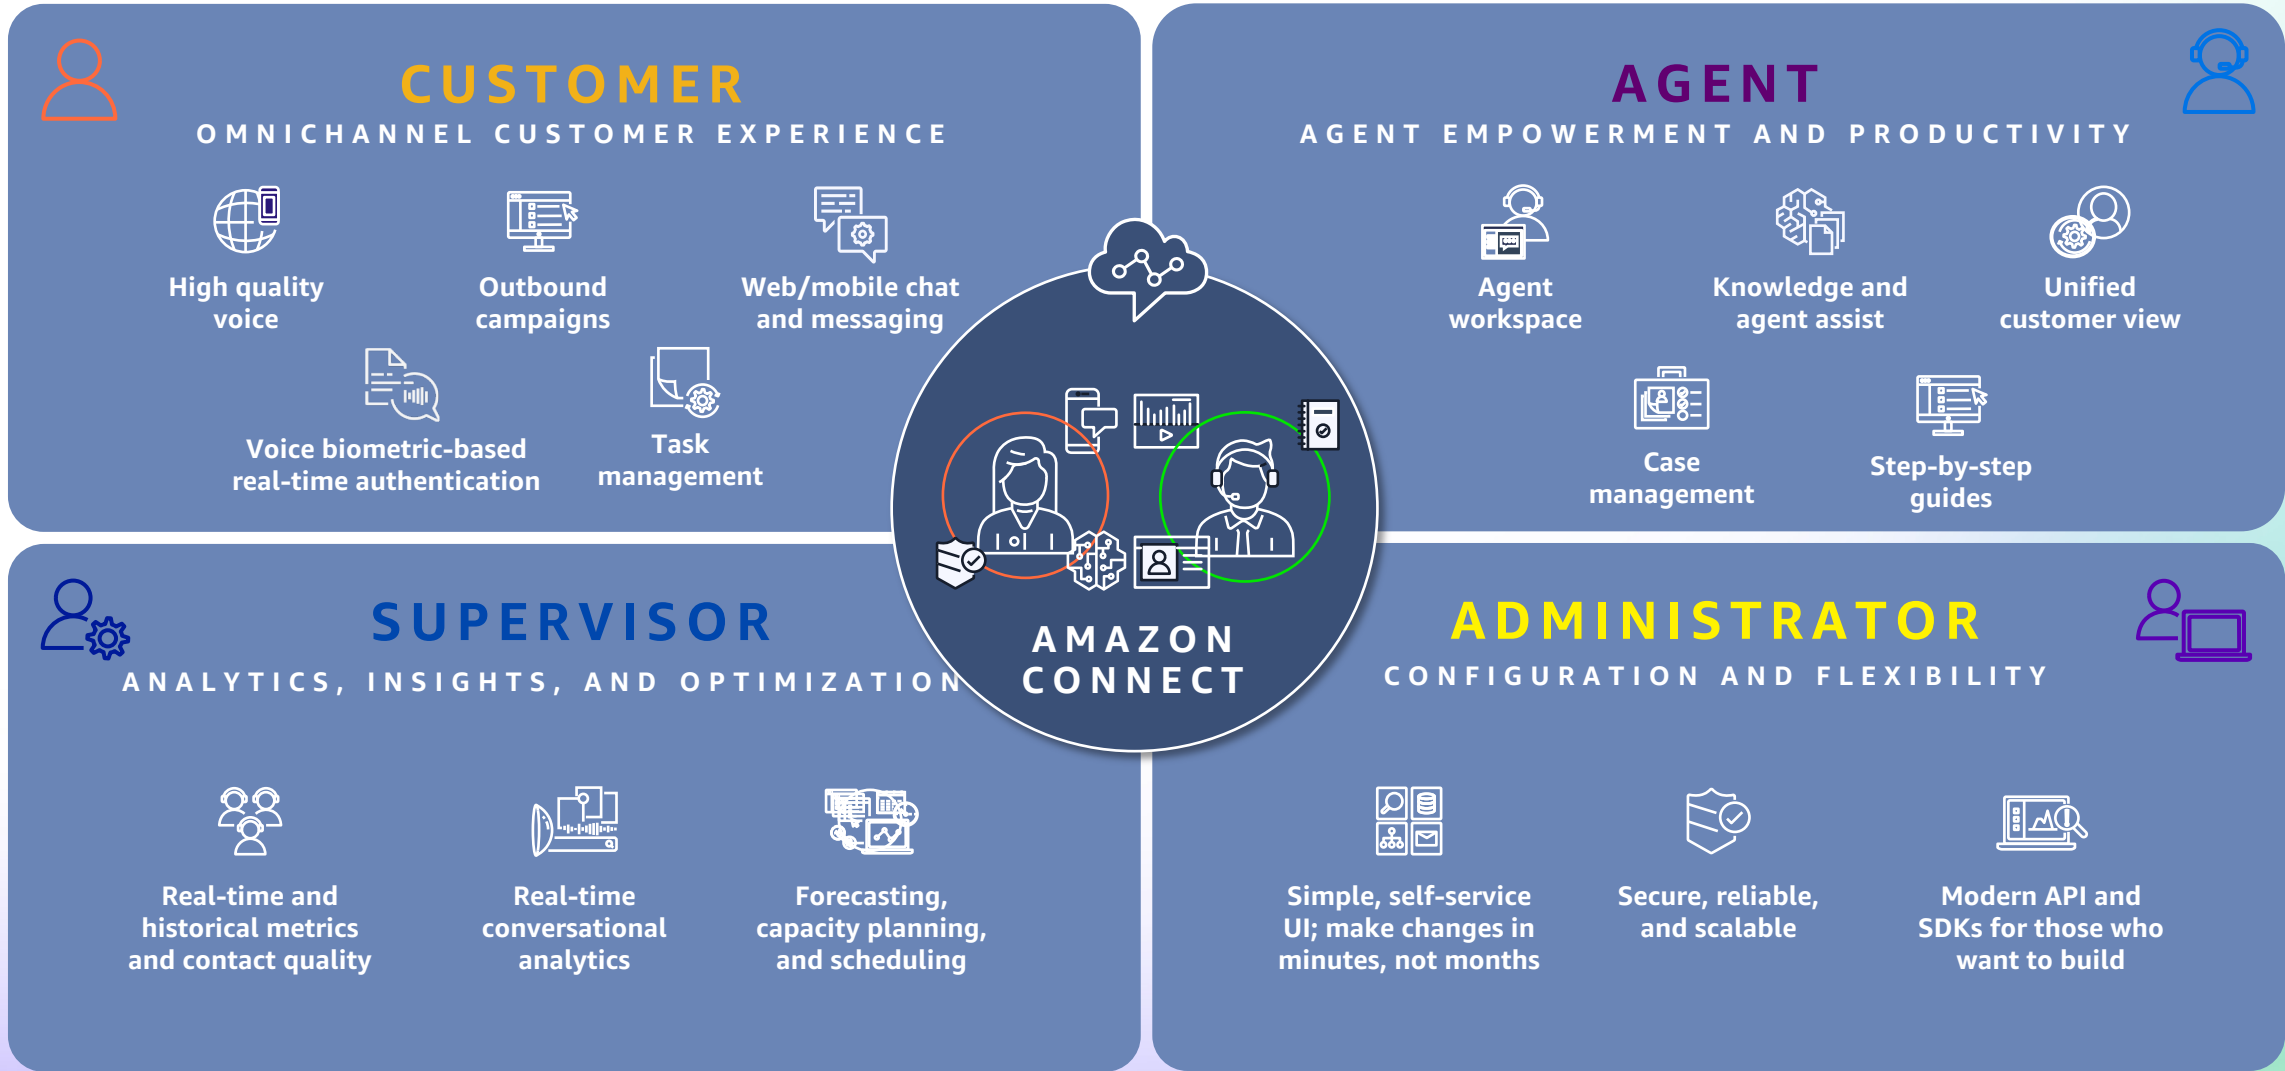 CUSTOMER
OMNICHANNEL CUSTOMER EXPERIENCE
High quality
voice
Outbound
campaigns
Web/mobile chat
and messaging
Voice biometric-based
real-time authentication
Task
management
AGENT
AGENT EMPOWERMENT AND PRODUCTIVITY
Agent
workspace
Knowledge and
agent assist
Unified
customer view
Case
management
Step-by-step
guides
AMAZON
CONNECT
SUPERVISOR
ANALYTICS, INSIGHTS, AND OPTIMIZATION
Real-time and
historical metrics
and contact quality
Real-time
conversational
analytics
Forecasting,
capacity planning,
and scheduling
ADMINISTRATOR
CONFIGURATION AND FLEXIBILITY
Simple, self-service
UI; make changes in
minutes, not months
Secure, reliable,
and scalable
Modern API and
SDKs for those who
want to build